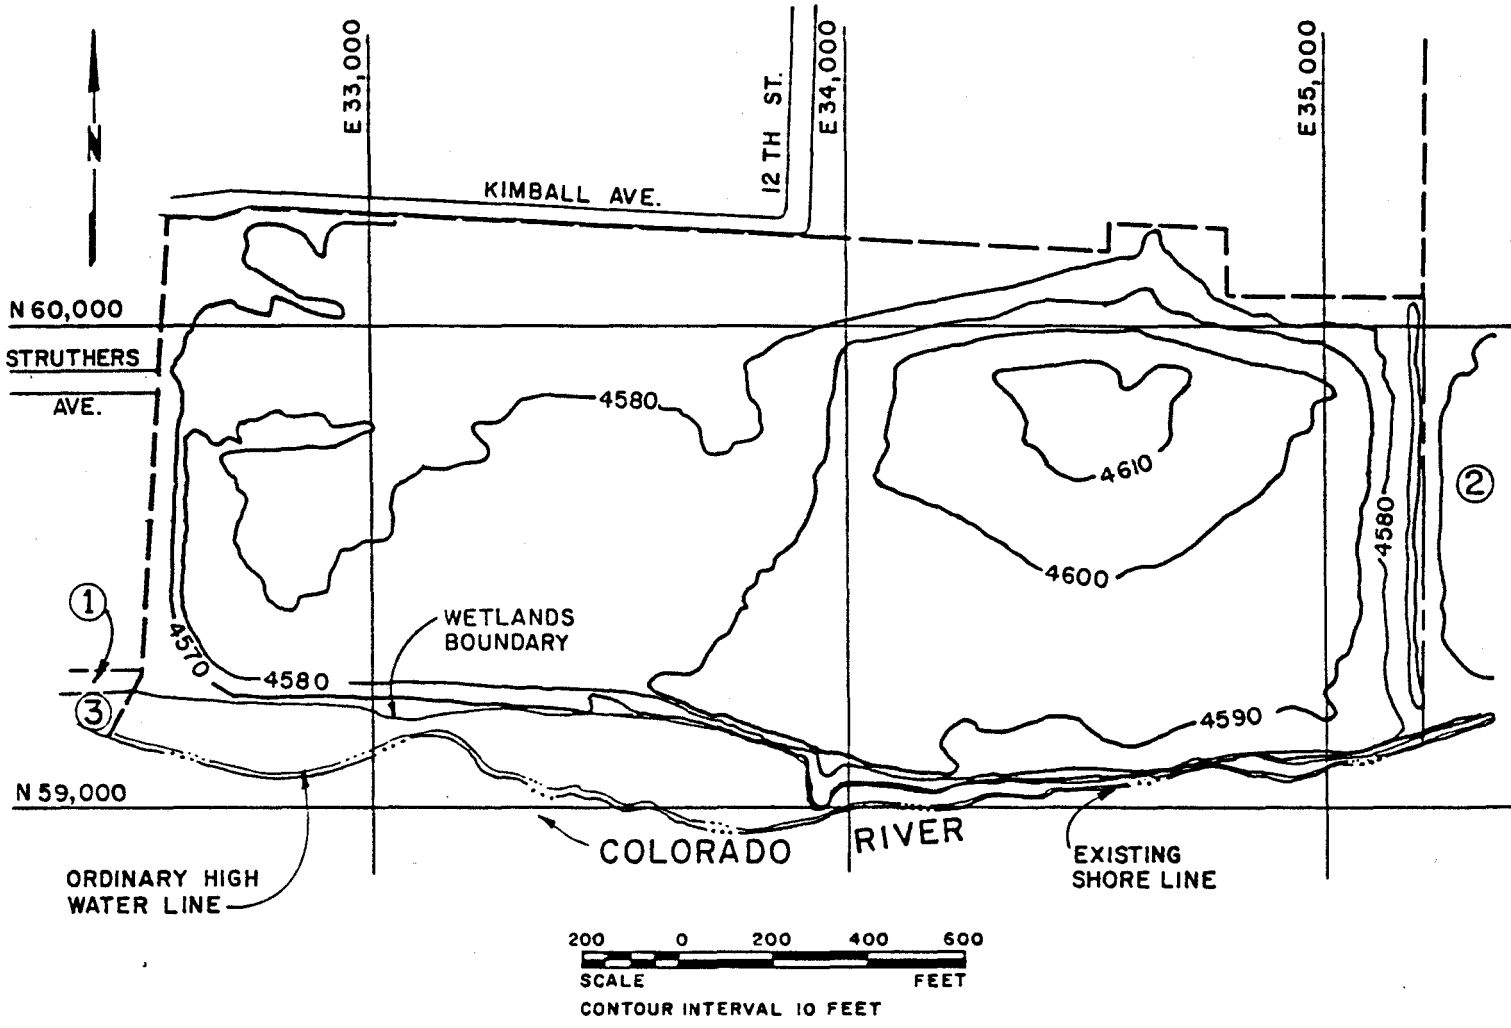 E 33,000
12 TH ST.
E 34,000
E 35,000
N
KIMBALL AVE.
N 60,000
STRUTHERS
AVE.
4580
4610
2
4580
4600
1
WETLANDS
BOUNDARY
4570
4580
3
4590
N 59,000
COLORADO RIVER
ORDINARY HIGH
WATER LINE
EXISTING
SHORE LINE
200 0 200 400 600
SCALE FEET
CONTOUR INTERVAL 10 FEET